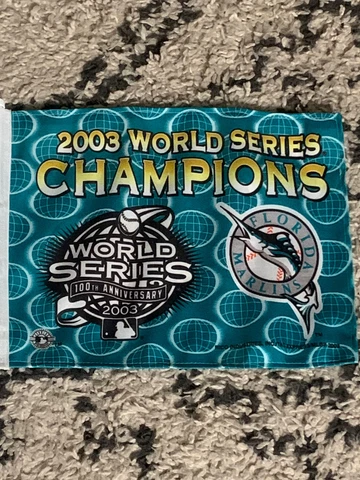 2003 WORLD SERIES
CHAMPIONS
WORLD
SERIES
100TH ANNIVERSARY
2003
FLORIDA
MARLINS